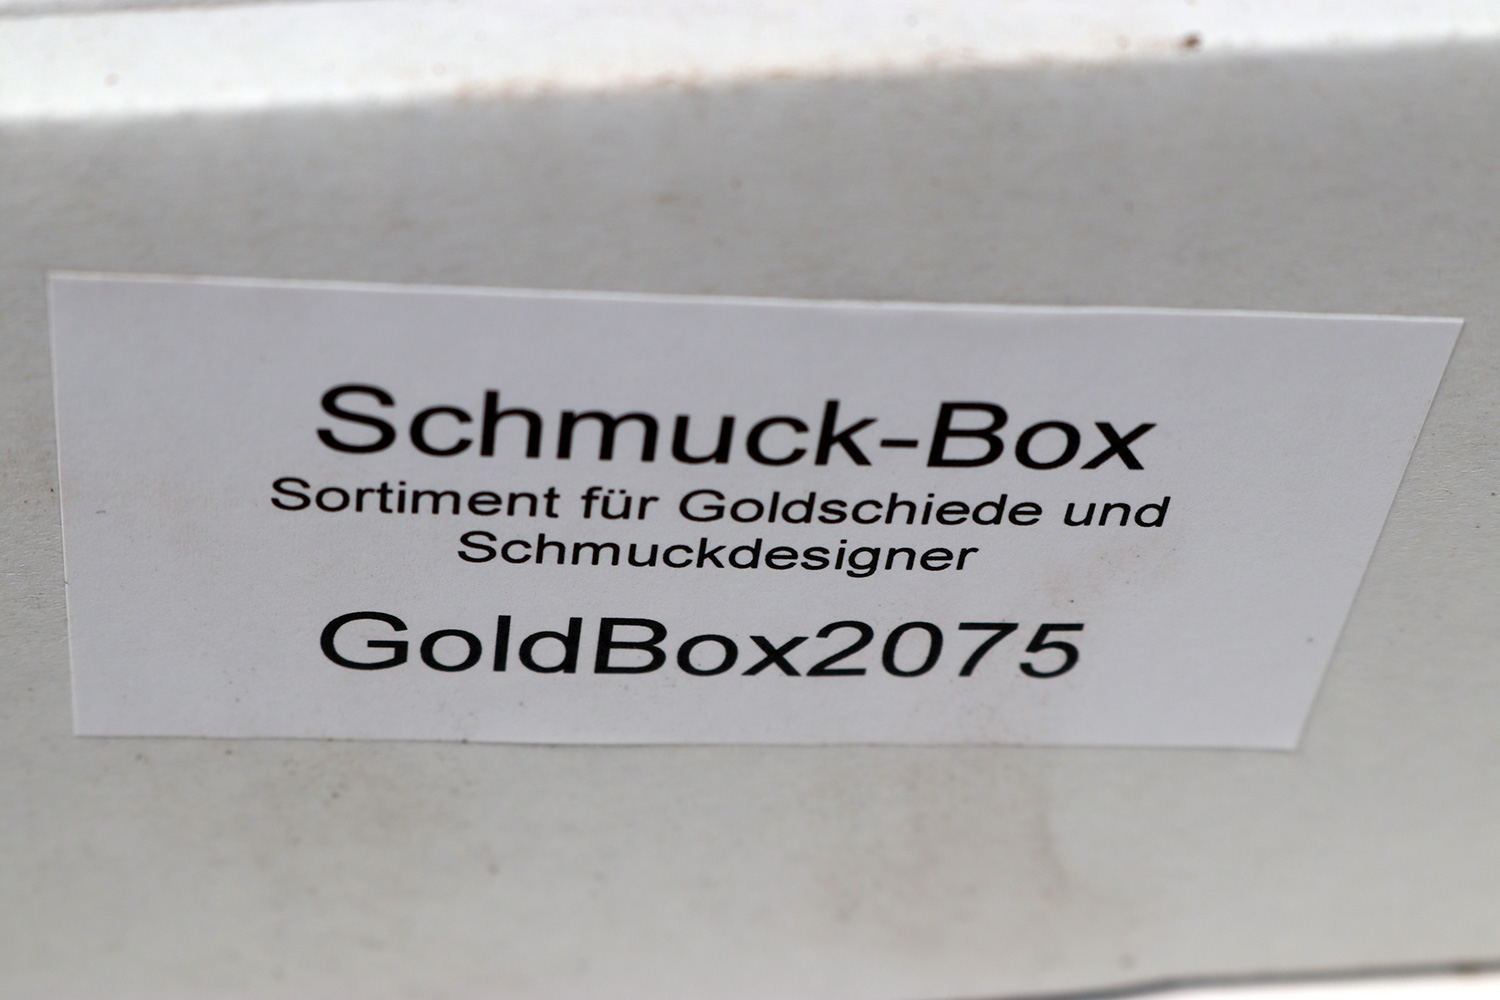 Schmuck-Box
Sortiment für Goldschiede und
Schmuckdesigner
GoldBox2075